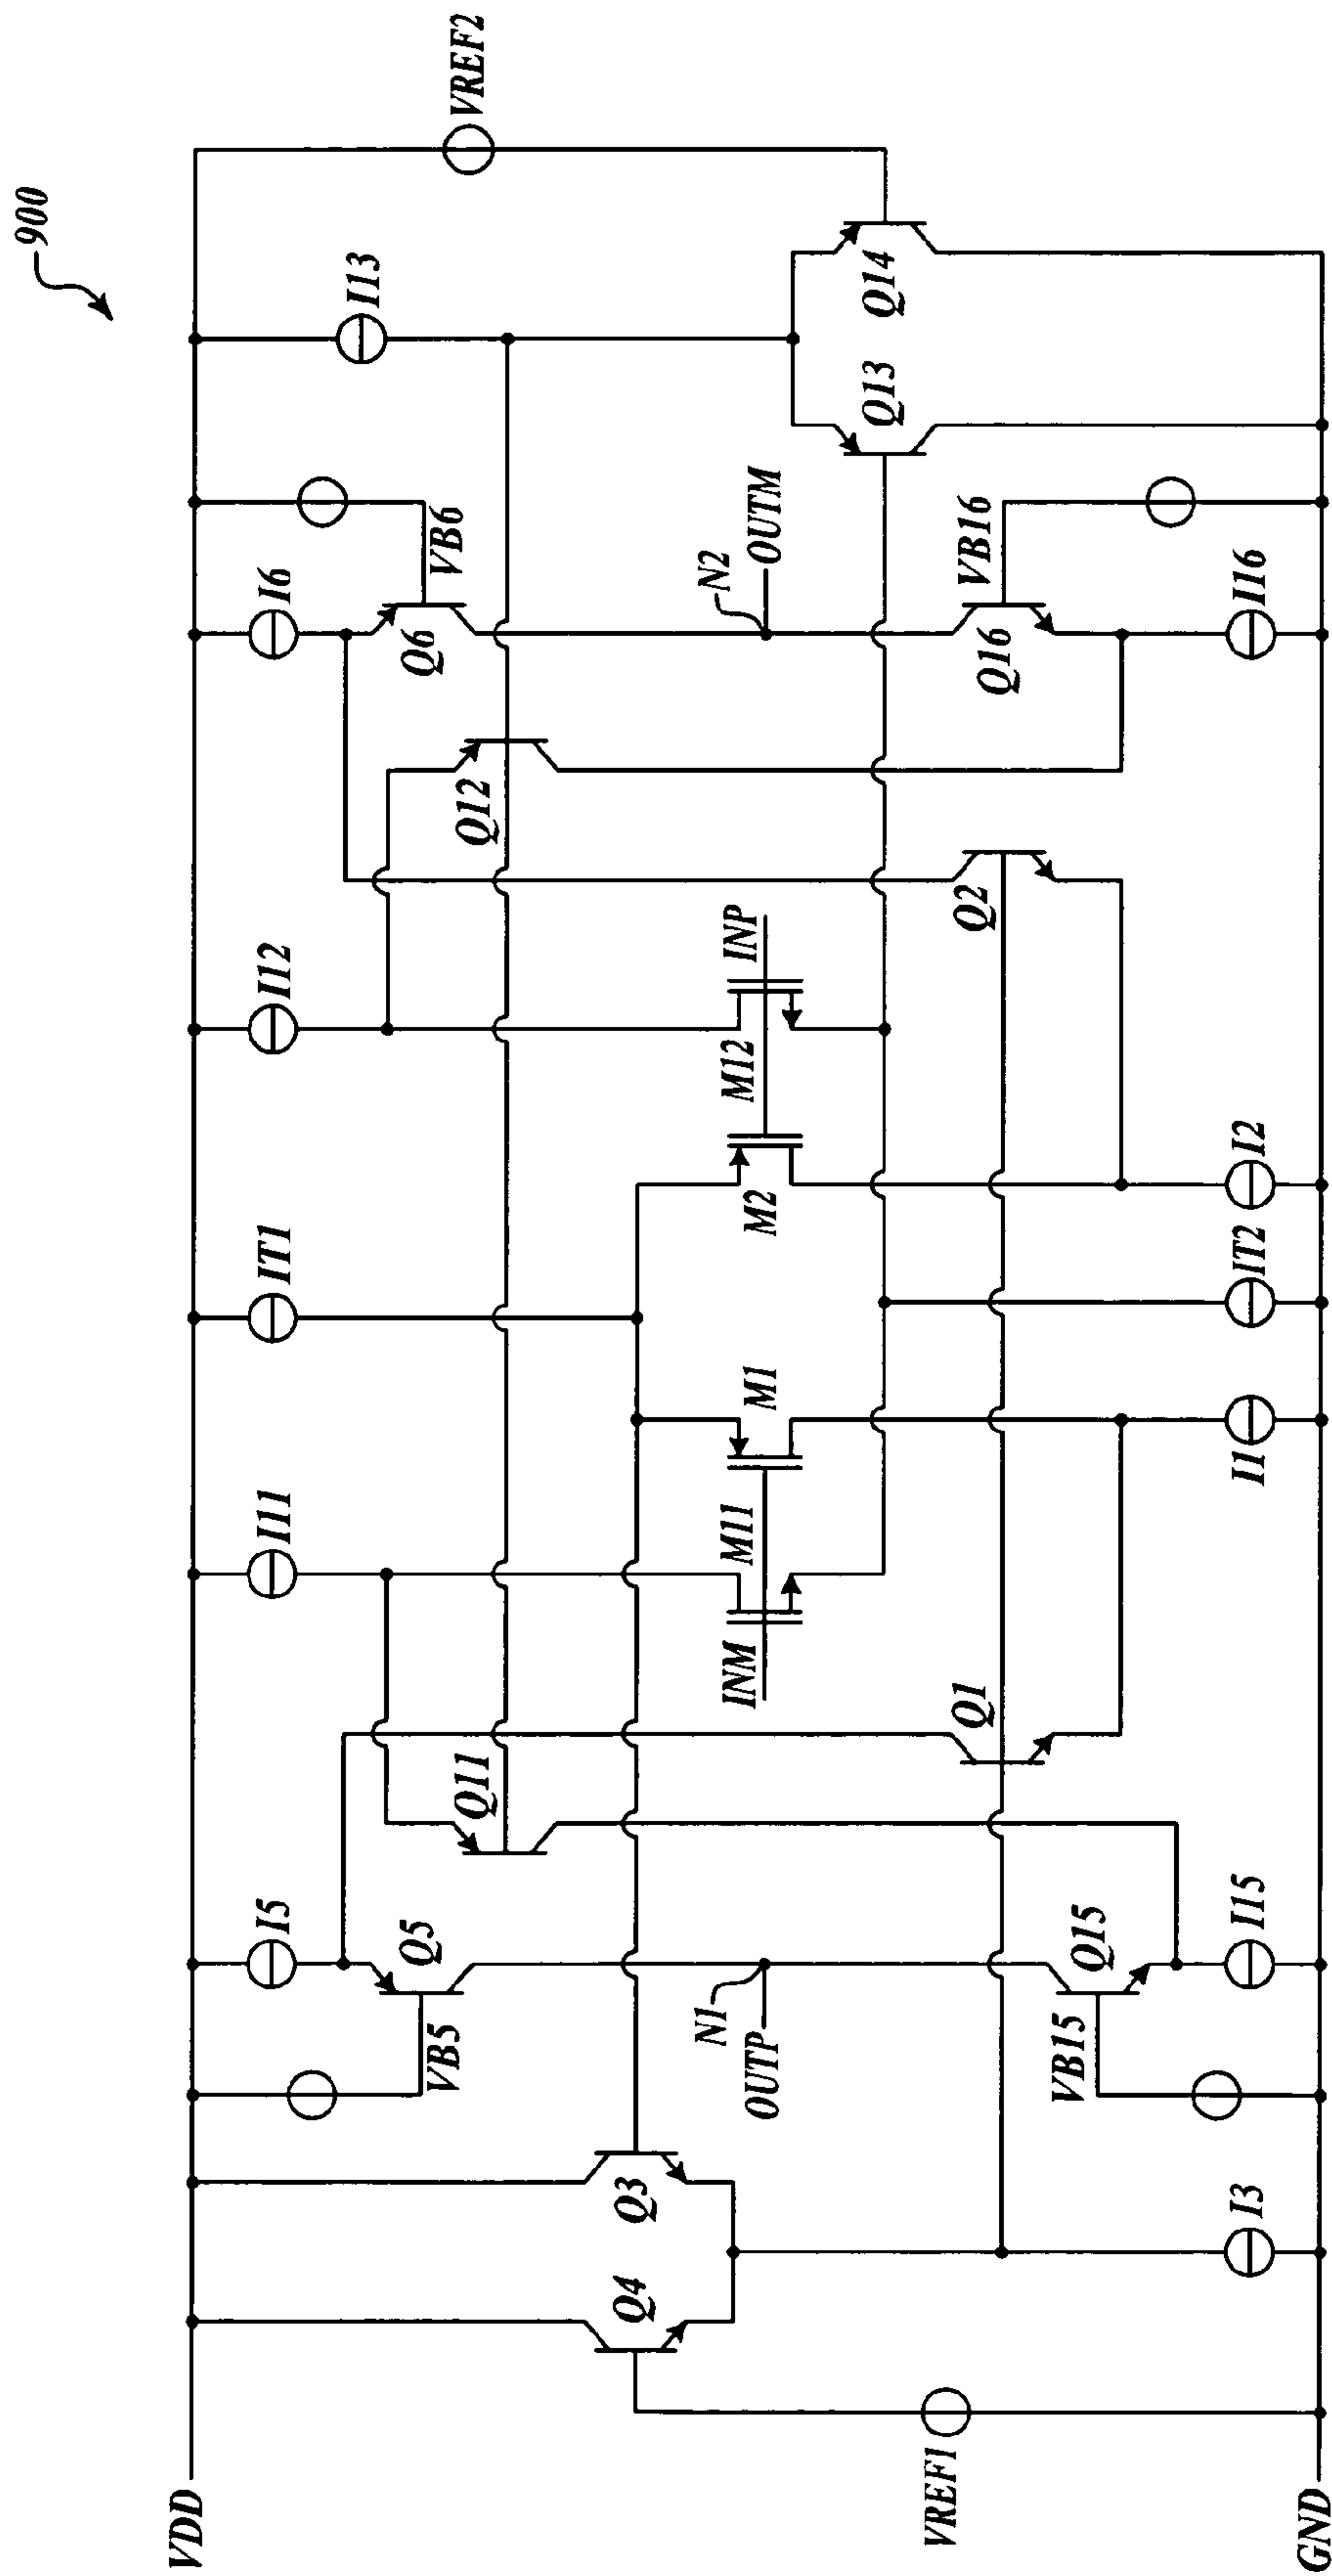 900
VREF2
I13
Q14
Q13
VB6
I6
Q6
N2
OUTM
VB16
I16
Q16
Q12
Q2
I12
INP
M12
M2
I2
IT1
IT2
M1
I1
I11
M11
INM
Q1
Q11
I5
Q5
VB5
N1
OUTP
Q15
I15
VB15
Q3
I3
Q4
VREF1
VDD
GND